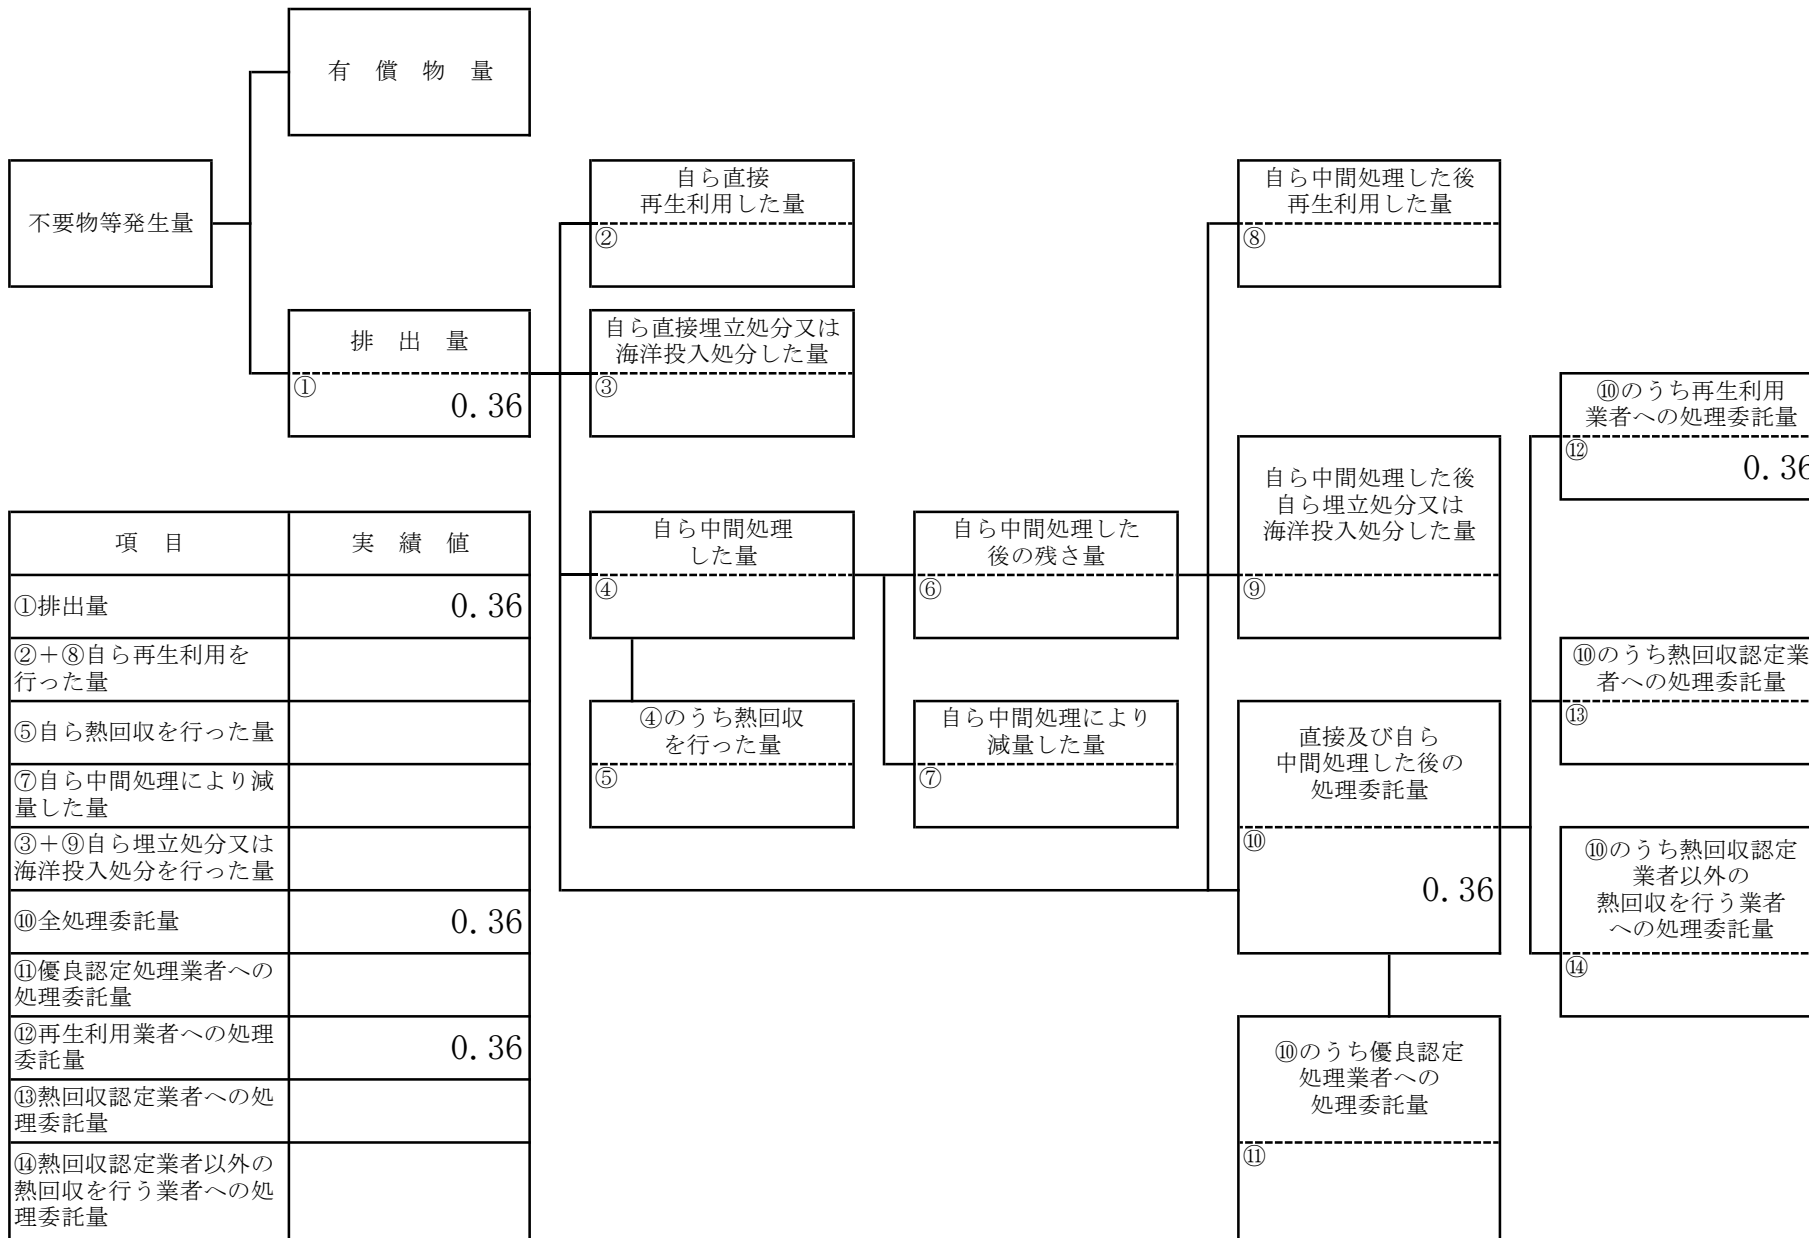 有 償 物 量
不要物等発生量
自ら直接
再生利用した量
②
自ら中間処理した後
再生利用した量
⑧
排 出 量
①
0.36
自ら直接埋立処分又は
海洋投入処分した量
③
⑩のうち再生利用
業者への処理委託量
⑫
0.36
自ら中間処理した後
自ら埋立処分又は
海洋投入処分した量
⑨
自ら中間処理
した量
④
自ら中間処理した
後の残さ量
⑥
④のうち熱回収
を行った量
⑤
自ら中間処理により
減量した量
⑦
直接及び自ら
中間処理した後の
処理委託量
⑩
0.36
⑩のうち熱回収認定業
者への処理委託量
⑬
⑩のうち熱回収認定
業者以外の
熱回収を行う業者
への処理委託量
⑭
⑩のうち優良認定
処理業者への
処理委託量
⑪
項 目
実 績 値
①排出量
0.36
②＋⑧自ら再生利用を
行った量
⑤自ら熱回収を行った量
⑦自ら中間処理により減
量した量
③＋⑨自ら埋立処分又は
海洋投入処分を行った量
⑩全処理委託量
0.36
⑪優良認定処理業者への
処理委託量
⑫再生利用業者への処理
委託量
0.36
⑬熱回収認定業者への処
理委託量
⑭熱回収認定業者以外の
熱回収を行う業者への処
理委託量